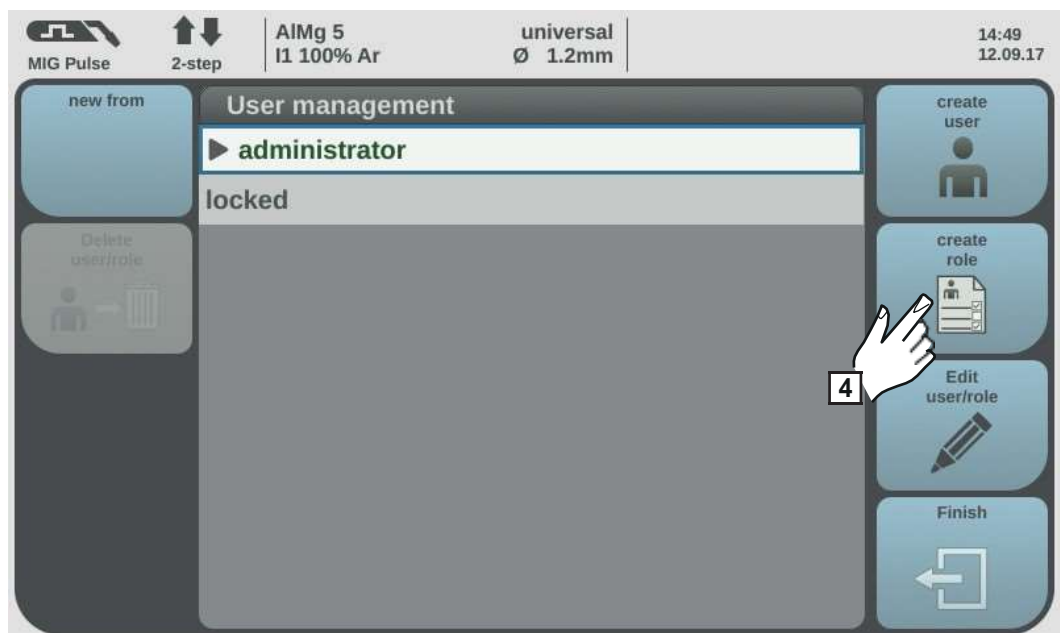 MIG Pulse
2-step
AlMg 5
I1 100% Ar
universal
Ø 1.2mm
14:49
12.09.17
new from
Delete
user/role
User management
administrator
locked
create
user
create
role
4
Edit
user/role
Finish